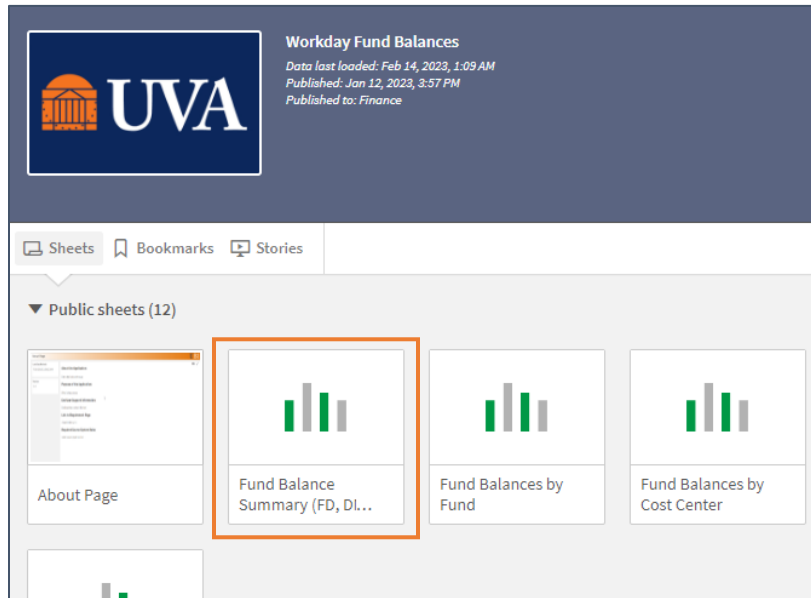 UVA
Workday Fund Balances
Data last loaded: Feb 14, 2023, 1:09 AM
Published: Jan 12, 2023, 3:57 PM
Published to: Finance
Sheets
Bookmarks
Stories
Public sheets (12)
About Page
Fund Balance
Summary (FD, DI...
Fund Balances by
Fund
Fund Balances by
Cost Center